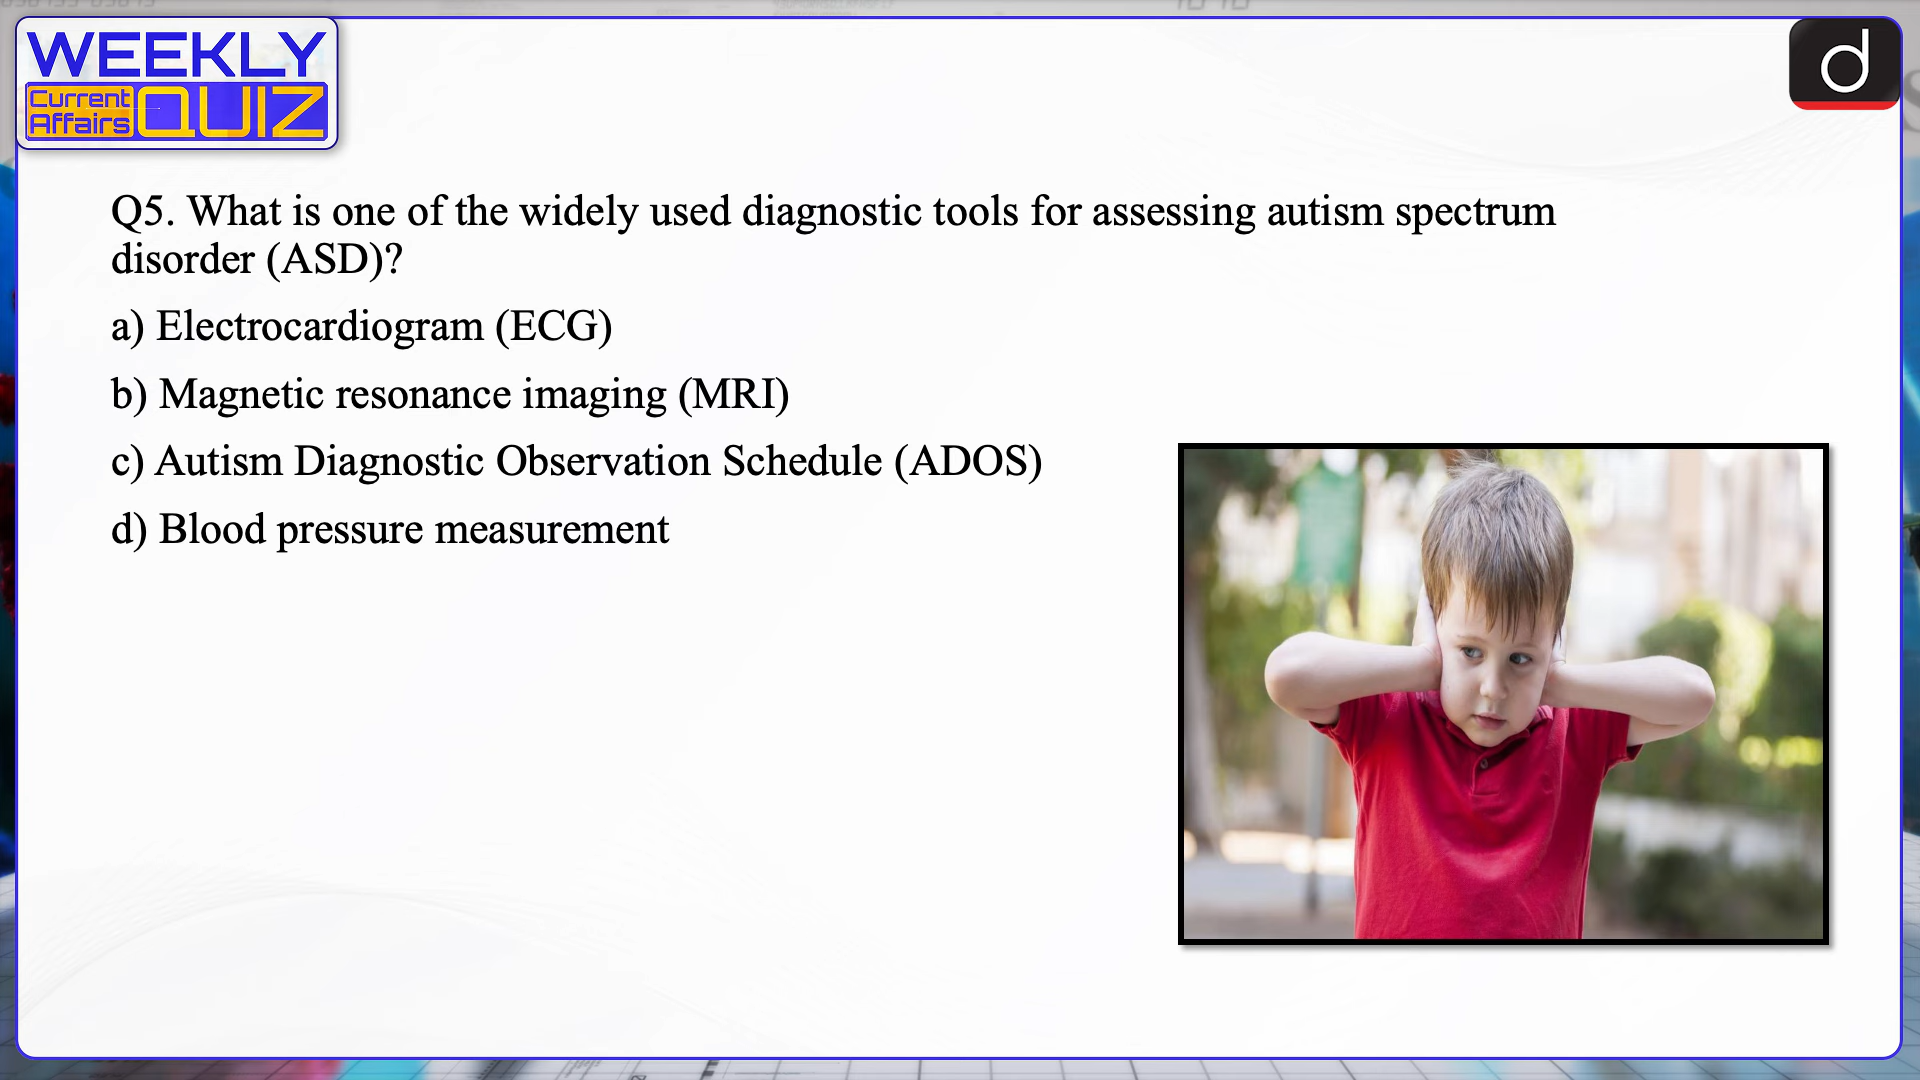 WEEKLY
Current
Affairs
QUIZ
Q5. What is one of the widely used diagnostic tools for assessing autism spectrum
disorder (ASD)?
a) Electrocardiogram (ECG)
b) Magnetic resonance imaging (MRI)
c) Autism Diagnostic Observation Schedule (ADOS)
d) Blood pressure measurement
d